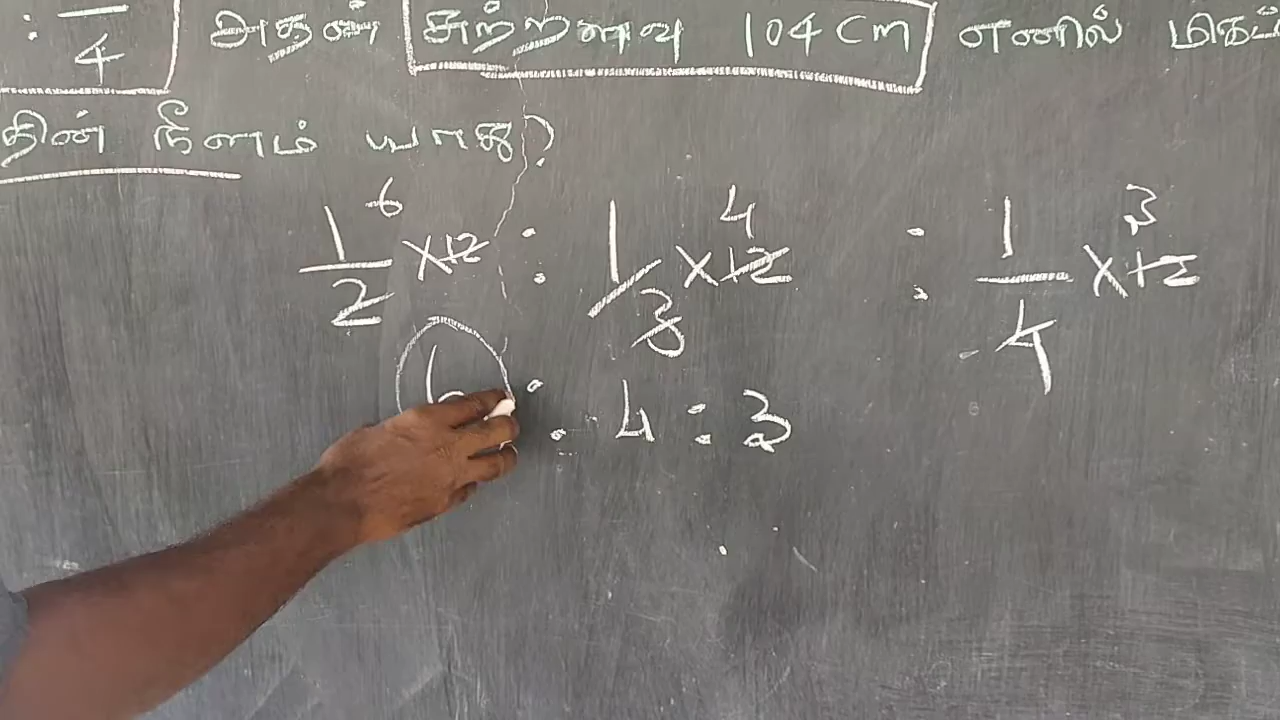 : — 4 அதன் சுற்றளவு 104 cm எனில் மிகப்
தின் நீளம் யாது?
1/2 × 12 6 : 1/3 × 12 4 : 1/4 × 12 3
6 : 4 : 3